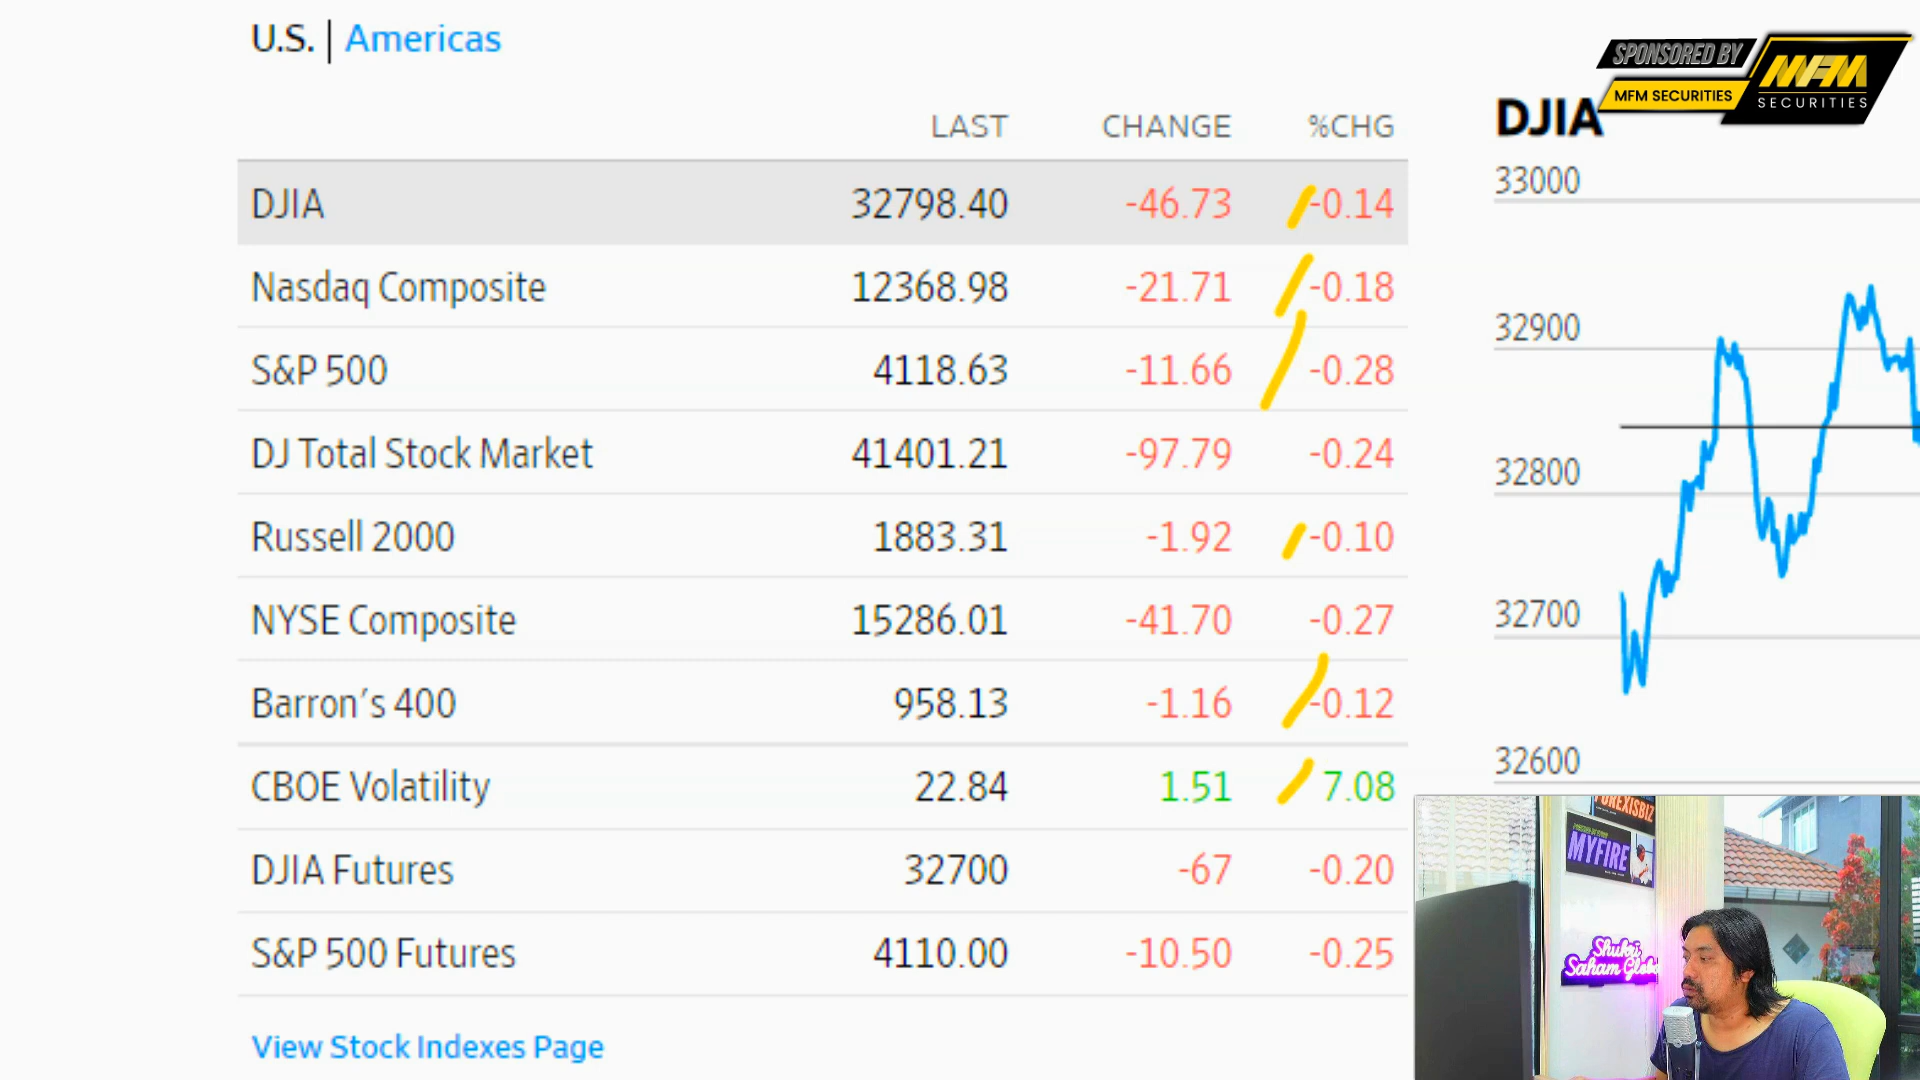 U.S. | Americas
SPONSORED BY
MFM SECURITIES
MFM
SECURITIES
LAST CHANGE %CHG
DJIA 32798.40 -46.73 -0.14
Nasdaq Composite 12368.98 -21.71 -0.18
S&P 500 4118.63 -11.66 -0.28
DJ Total Stock Market 41401.21 -97.79 -0.24
Russell 2000 1883.31 -1.92 -0.10
NYSE Composite 15286.01 -41.70 -0.27
Barron's 400 958.13 -1.16 -0.12
CBOE Volatility 22.84 1.51 7.08
DJIA Futures 32700 -67 -0.20
S&P 500 Futures 4110.00 -10.50 -0.25
View Stock Indexes Page
DJIA
33000
32900
32800
32700
32600
FOREXISBIZ
MYFIRE
Saham